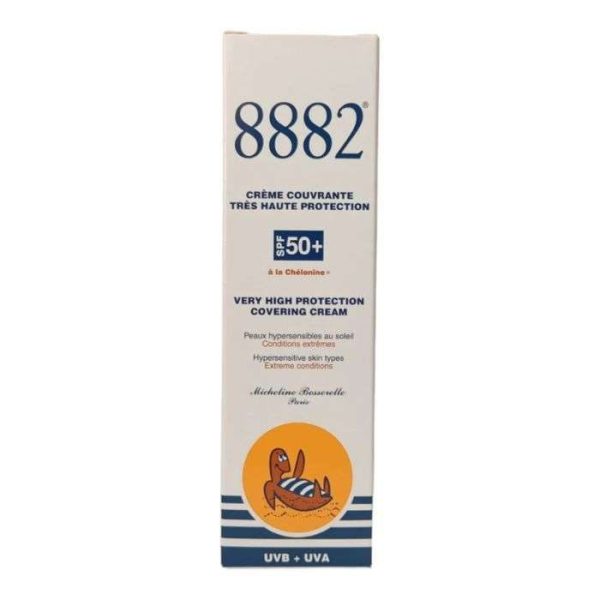 8882®
CRÈME COUVRANTE
TRÈS HAUTE PROTECTION
SPF 50+
à la Chélonine
VERY HIGH PROTECTION
COVERING CREAM
Peaux hypersensibles au soleil
Conditions extrêmes
Hypersensitive skin types
Extreme conditions
Micheline Bosserelle
Paris
UVB + UVA